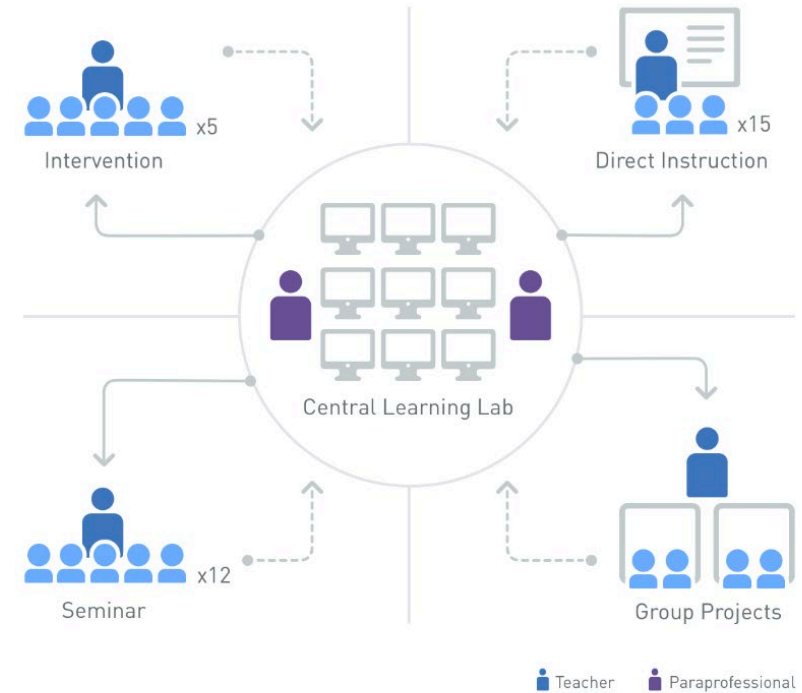 x5
Intervention
x15
Direct Instruction
Central Learning Lab
x12
Seminar
Group Projects
Teacher
Paraprofessional